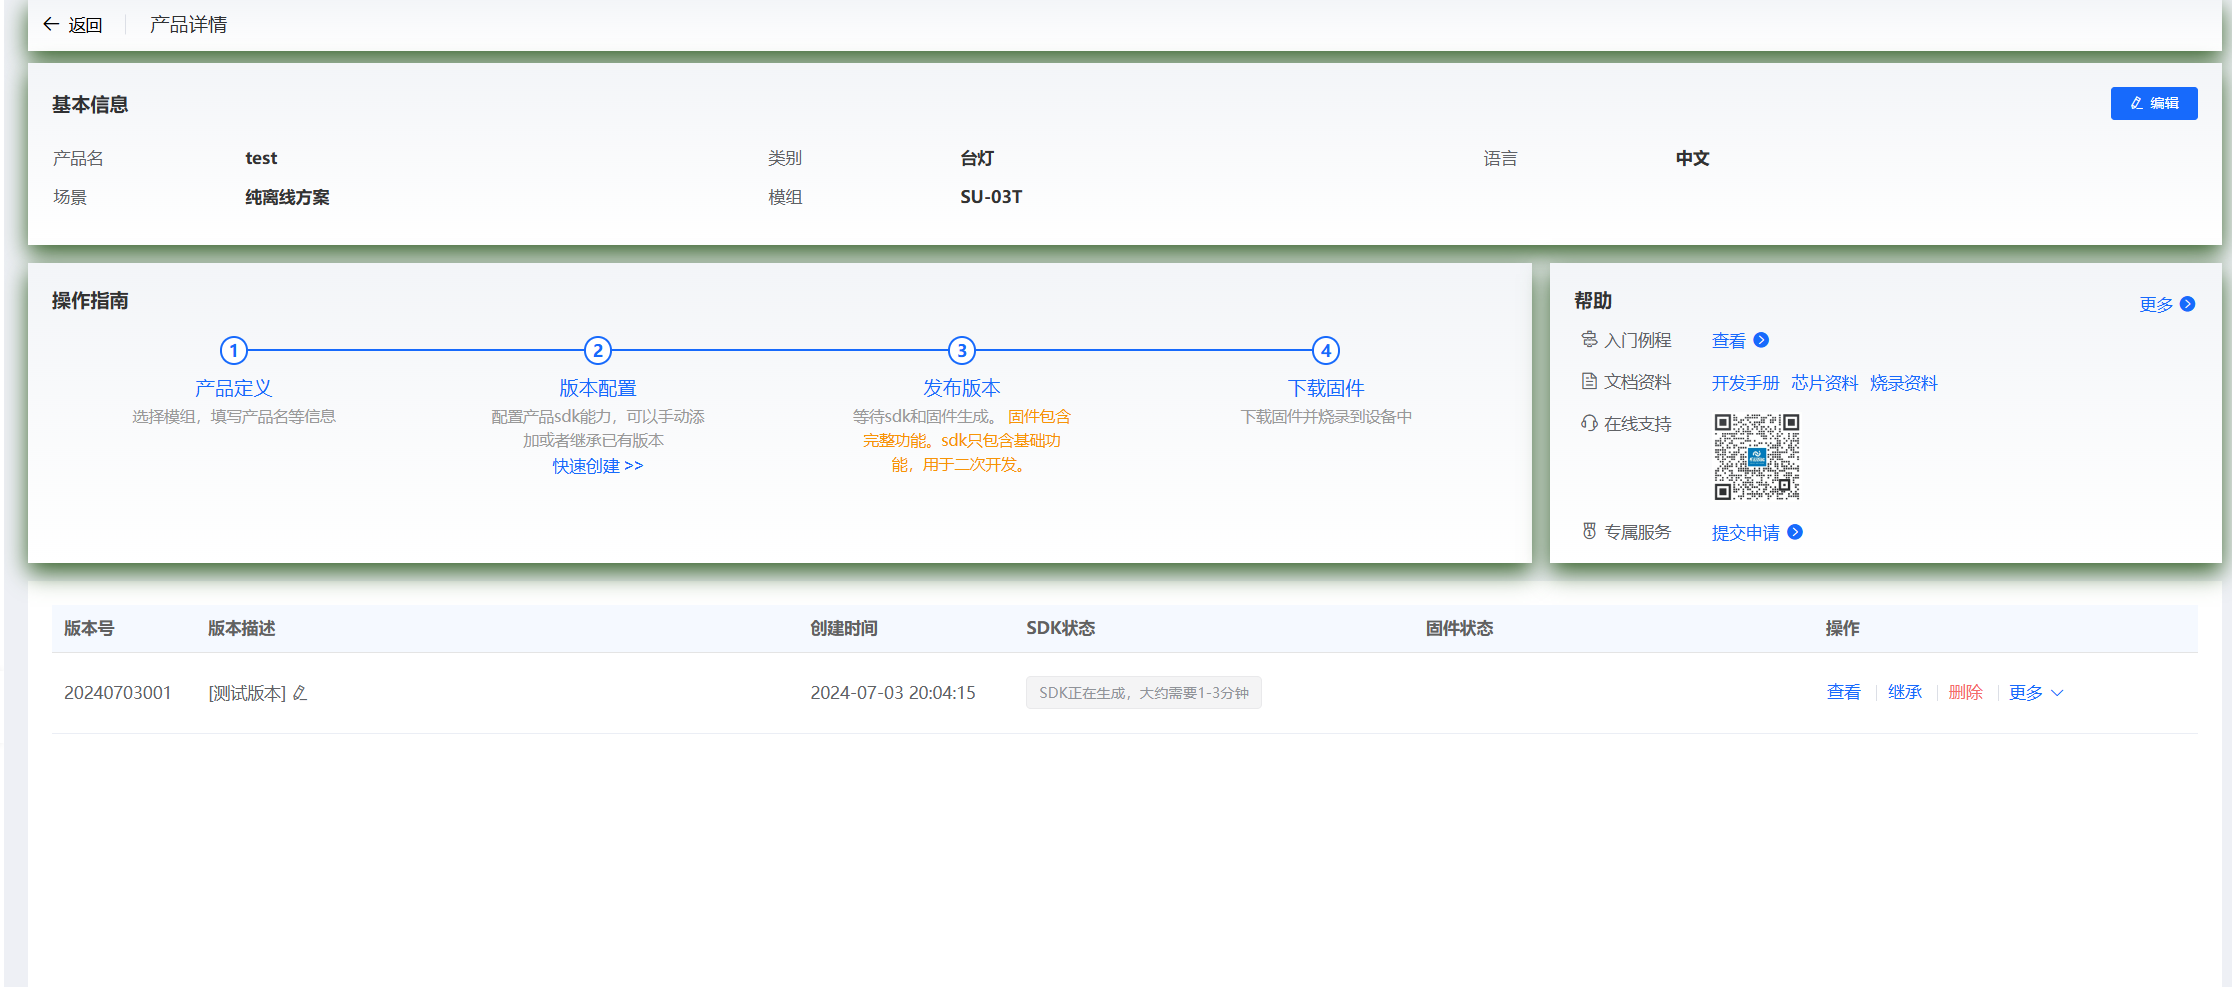 返回 产品详情
基本信息
编辑
产品名 test 类别 台灯 语言 中文
场景 纯离线方案 模组 SU-03T
操作指南
1 2 3 4
产品定义 版本配置 发布版本 下载固件
选择模组，填写产品名等信息
配置产品sdk能力，可以手动添
加或者继承已有版本
快速创建 >>
等待sdk和固件生成。 固件包含
完整功能。sdk只包含基础功
能，用于二次开发。
下载固件并烧录到设备中
帮助
更多
入门例程 查看
文档资料 开发手册 芯片资料 烧录资料
在线支持
专属服务 提交申请
版本号 版本描述 创建时间 SDK状态 固件状态 操作
20240703001 [测试版本] 2024-07-03 20:04:15 SDK正在生成，大约需要1-3分钟 查看 继承 删除 更多